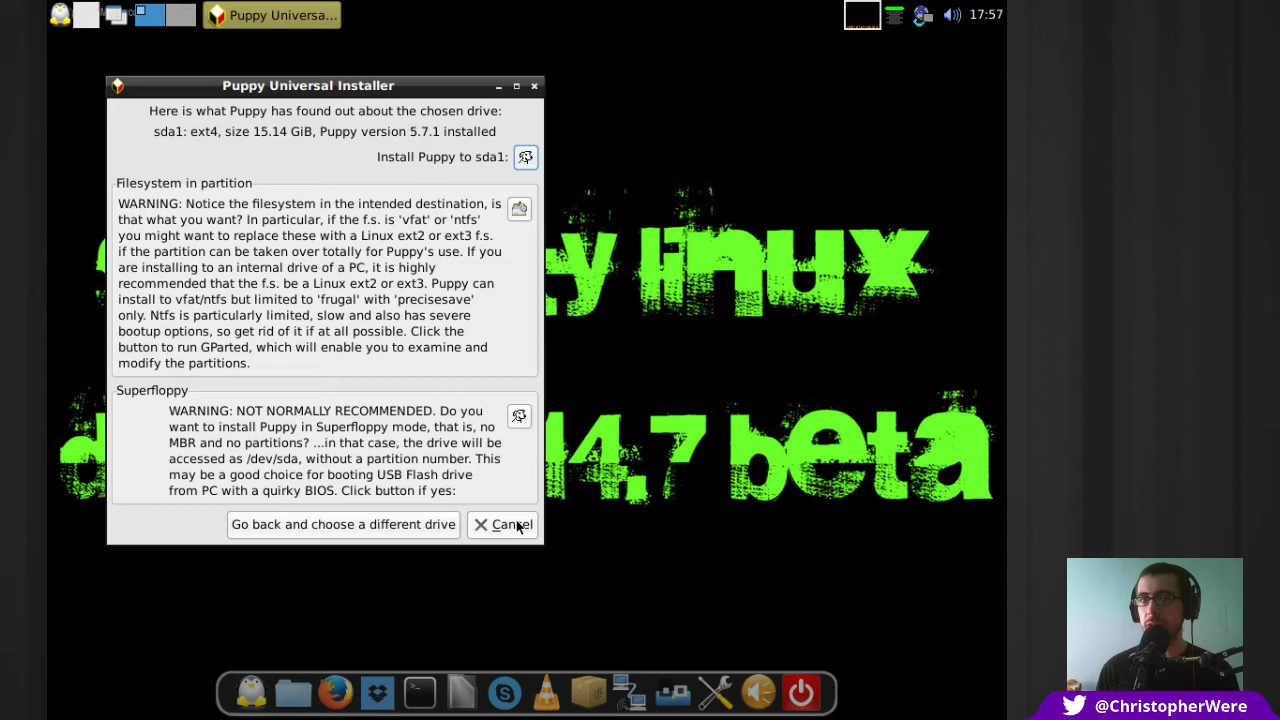 Puppy Universa...
17:57
Puppy Universal Installer
Here is what Puppy has found out about the chosen drive:
sda1: ext4, size 15.14 GiB, Puppy version 5.7.1 installed
Install Puppy to sda1:
Filesystem in partition
WARNING: Notice the filesystem in the intended destination, is
that what you want? In particular, if the f.s. is 'vfat' or 'ntfs'
you might want to replace these with a Linux ext2 or ext3 f.s.
if the partition can be taken over totally for Puppy's use. If you
are installing to an internal drive of a PC, it is highly
recommended that the f.s. be a Linux ext2 or ext3. Puppy can
install to vfat/ntfs but limited to 'frugal' with 'precisesave'
only. Ntfs is particularly limited, slow and also has severe
bootup options, so get rid of it if at all possible. Click the
button to run GParted, which will enable you to examine and
modify the partitions.
Superfloppy
WARNING: NOT NORMALLY RECOMMENDED. Do you
want to install Puppy in Superfloppy mode, that is, no
MBR and no partitions? ...in that case, the drive will be
accessed as /dev/sda, without a partition number. This
may be a good choice for booting USB Flash drive
from PC with a quirky BIOS. Click button if yes:
Go back and choose a different drive
Cancel
linux
14.7 beta
@ChristopherWere